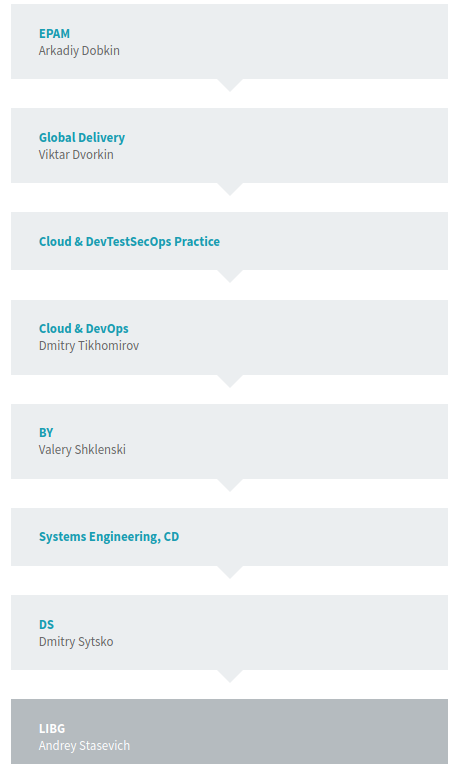 EPAM
Arkadiy Dobkin
Global Delivery
Viktar Dvorkin
Cloud & DevTestSecOps Practice
Cloud & DevOps
Dmitry Tikhomirov
BY
Valery Shklenski
Systems Engineering, CD
DS
Dmitry Sytsko
LIBG
Andrey Stasevich